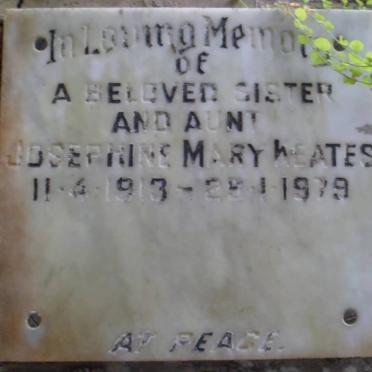 In Loving Memory
OF
A BELOVED SISTER
AND AUNT
JOSEPHINE MARY KEATES
11·4·1913 – 28·1·1979
AT PEACE.